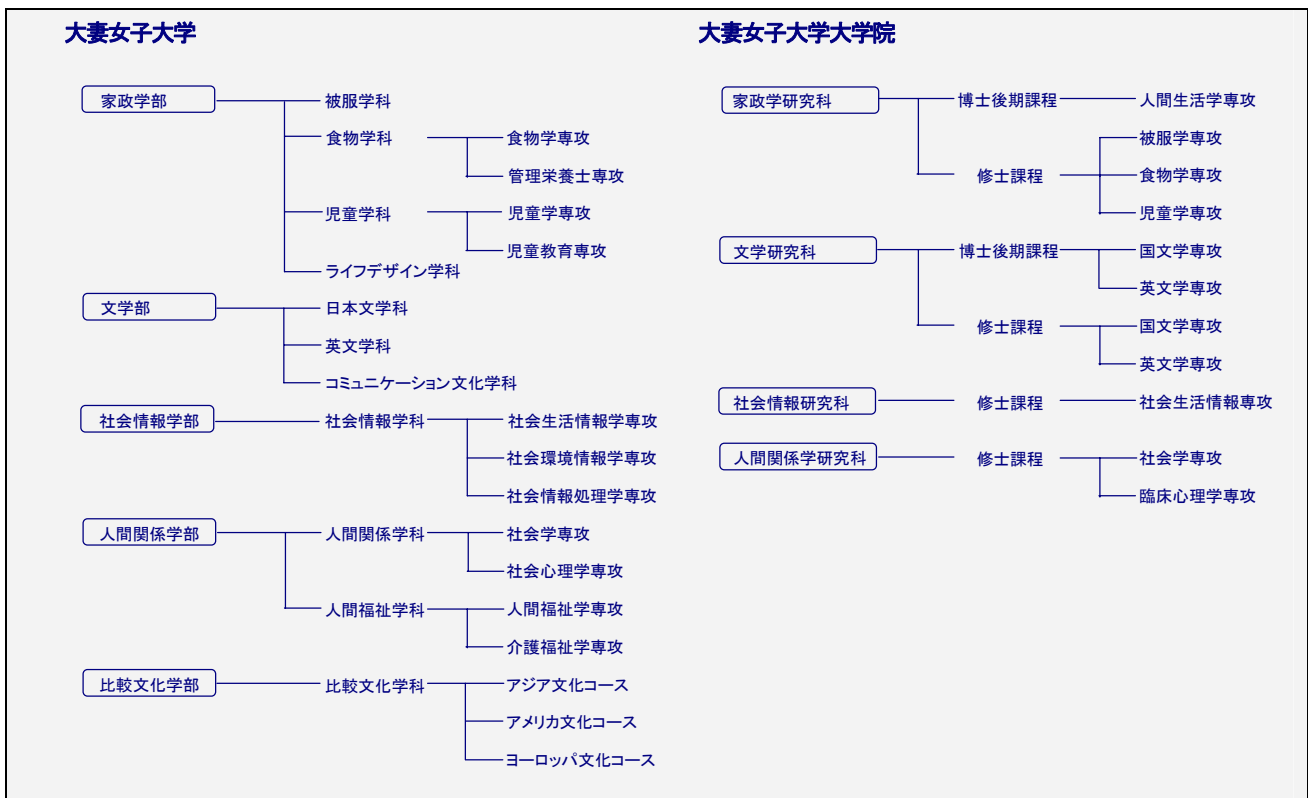 大妻女子大学
家政学部
被服学科
食物学科
食物学専攻
管理栄養士専攻
児童学科
児童学専攻
児童教育専攻
ライフデザイン学科
文学部
日本文学科
英文学科
コミュニケーション文化学科
社会情報学部
社会情報学科
社会生活情報学専攻
社会環境情報学専攻
社会情報処理学専攻
人間関係学部
人間関係学科
社会学専攻
社会心理学専攻
人間福祉学科
人間福祉学専攻
介護福祉学専攻
比較文化学部
比較文化学科
アジア文化コース
アメリカ文化コース
ヨーロッパ文化コース
大妻女子大学大学院
家政学研究科
博士後期課程
人間生活学専攻
修士課程
被服学専攻
食物学専攻
児童学専攻
文学研究科
博士後期課程
国文学専攻
英文学専攻
修士課程
国文学専攻
英文学専攻
社会情報研究科
修士課程
社会生活情報専攻
人間関係学研究科
修士課程
社会学専攻
臨床心理学専攻